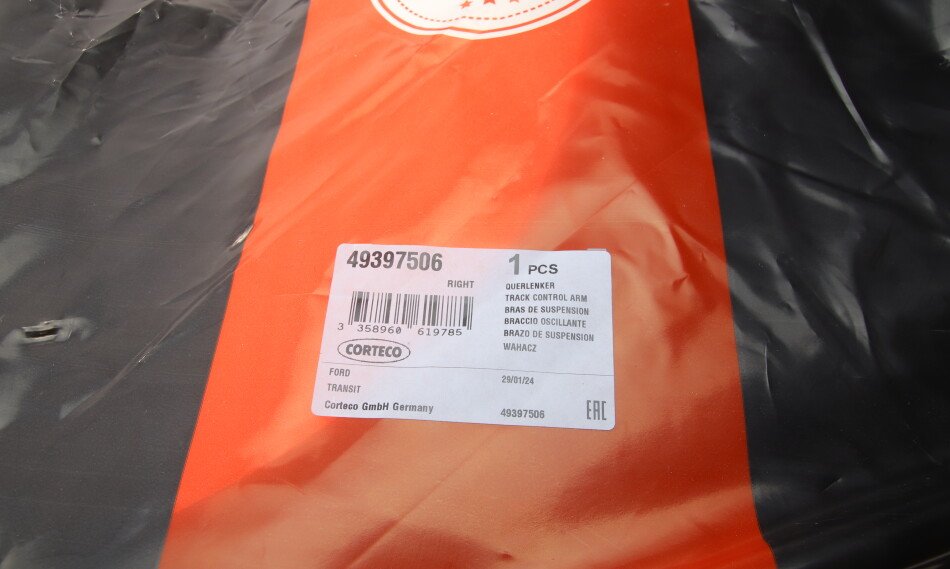 49397506
RIGHT
3 358960 619785
CORTECO
FORD
TRANSIT
Corteco GmbH Germany
1 PCS
QUERLENKER
TRACK CONTROL ARM
BRAS DE SUSPENSION
BRACCIO OSCILLANTE
BRAZO DE SUSPENSION
WAHACZ
29/01/24
49397506
EAC